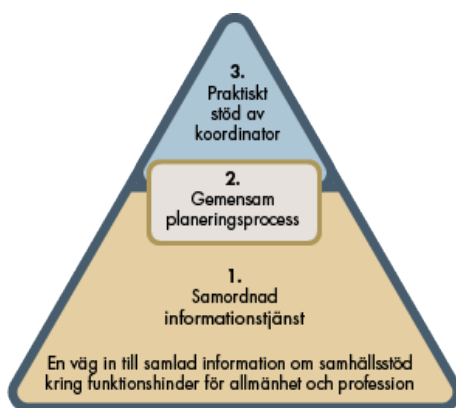 3.
Praktiskt
stöd av
koordinator
2.
Gemensam
planeringsprocess
1.
Samordnad
informationstjänst
En väg in till samlad information om samhällsstöd
kring funktionshinder för allmänhet och profession